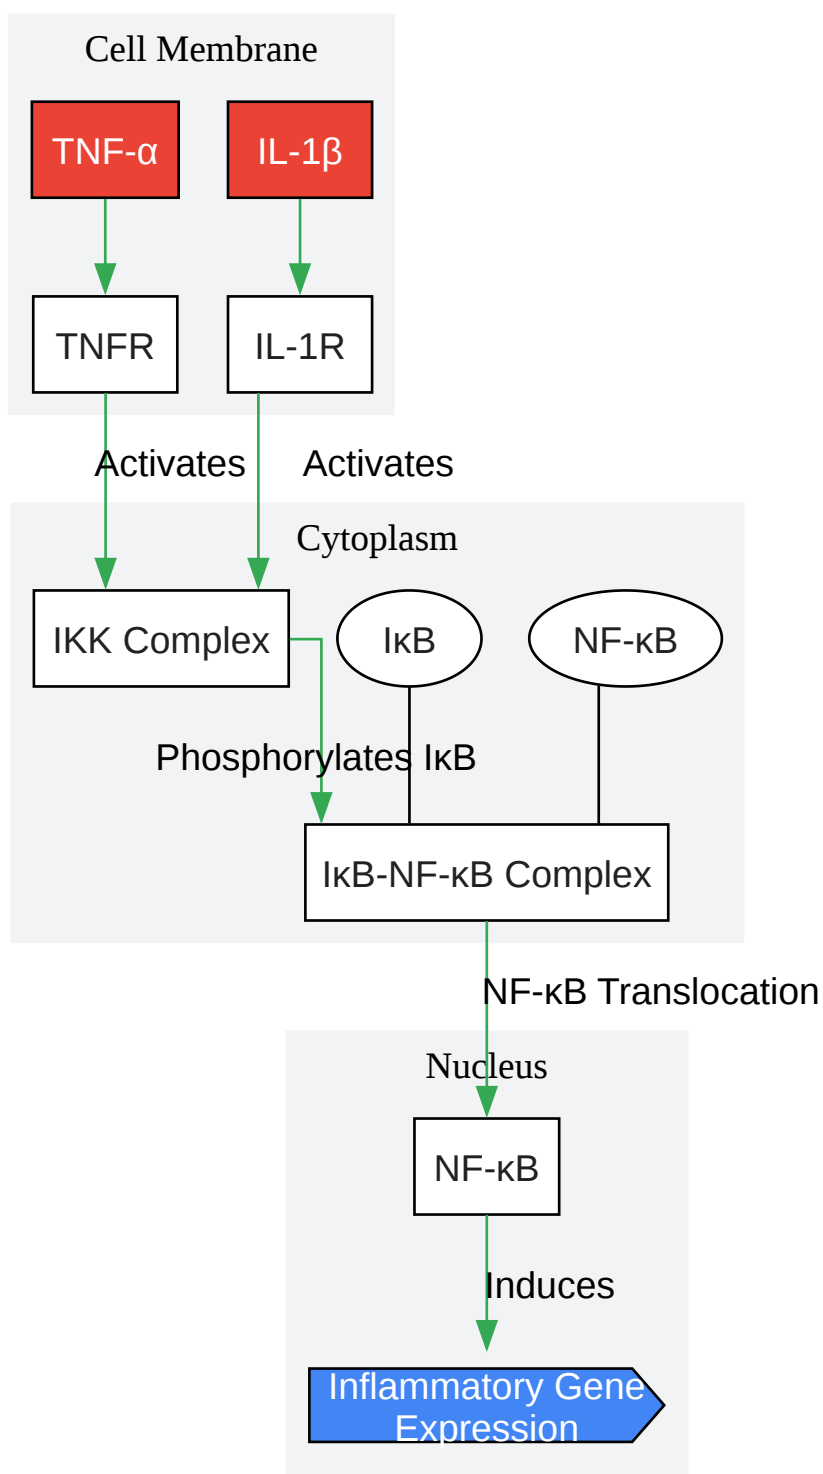 Cell Membrane
TNF-α
IL-1β
TNFR
IL-1R
Activates
Activates
Cytoplasm
IKK Complex
IκB
NF-κB
Phosphorylates IκB
IκB-NF-κB Complex
NF-κB Translocation
Nucleus
NF-κB
Induces
Inflammatory Gene
Expression